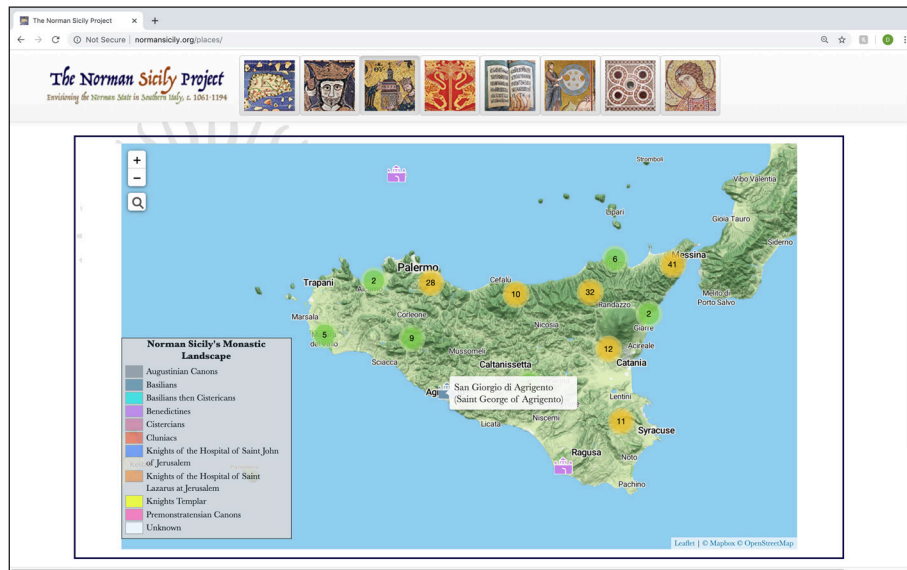 The Norman Sicily Project
Not Secure | normansicily.org/places/
The Norman Sicily Project
Envisioning the Norman State in Southern Italy, c. 1061-1194
+
−
Stromboli
Vibo Valentia
Lipari
Gioia Tauro
Siderno
6
Messina
41
Palermo
Trapani
2
28
Cefalù
10
32
Melito di
Porto Salvo
Randazzo
Marsala
Corleone
2
Giarre
Nicosia
5
9
12
Acireale
Mussomeli
Catania
Sciacca
Caltanissetta
San Giorgio di Agrigento
(Saint George of Agrigento)
Lentini
Licata
Niscemi
11
Syracuse
Ragusa
Noto
Pachino
Norman Sicily's Monastic
Landscape
Augustinian Canons
Basilians
Basilians then Cistericans
Benedictines
Cistercians
Cluniacs
Knights of the Hospital of Saint John
of Jerusalem
Knights of the Hospital of Saint
Lazarus at Jerusalem
Knights Templar
Premonstratensian Canons
Unknown
Leaflet | © Mapbox © OpenStreetMap